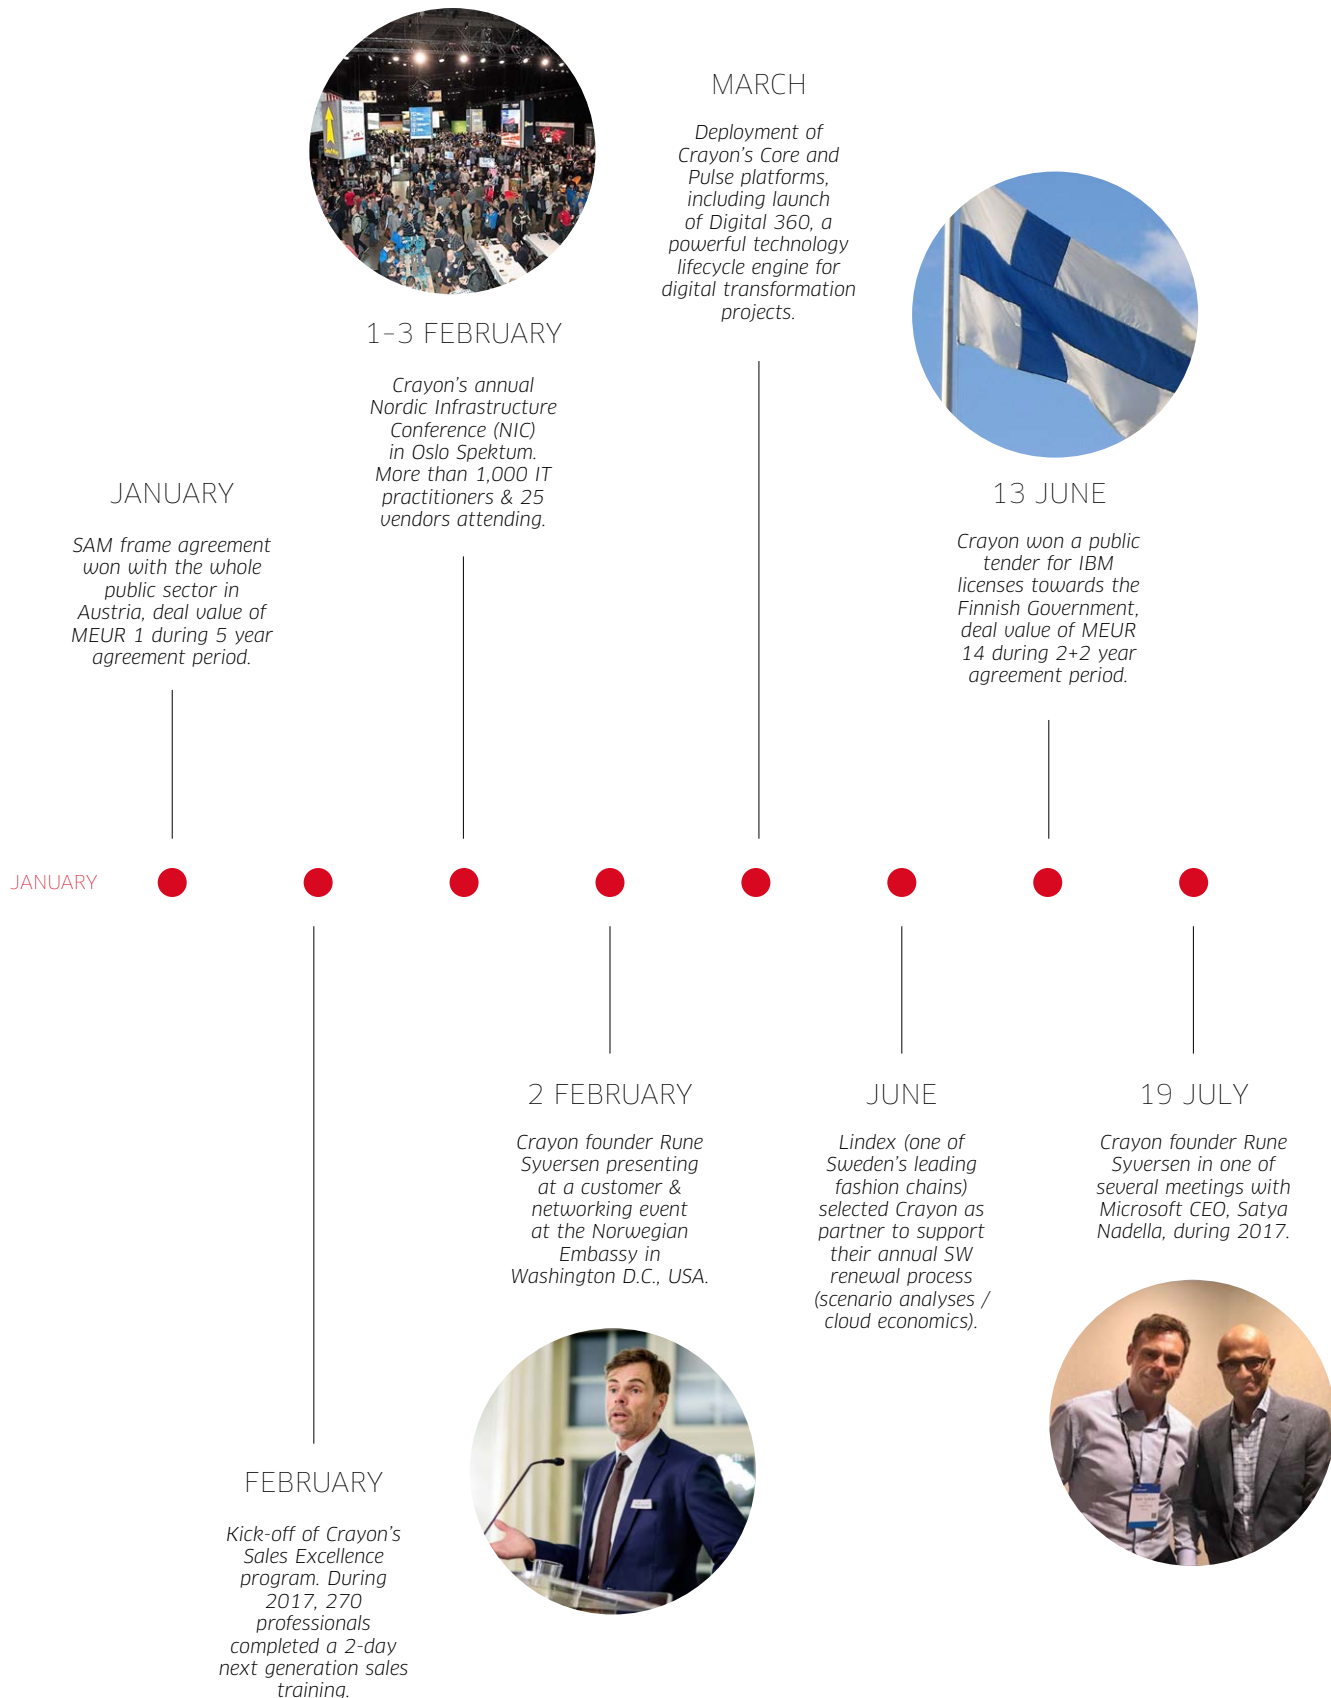 MARCH
Deployment of
Crayon's Core and
Pulse platforms,
including launch
of Digital 360, a
powerful technology
lifecycle engine for
digital transformation
projects.
1–3 FEBRUARY
Crayon's annual
Nordic Infrastructure
Conference (NIC)
in Oslo Spektum.
More than 1,000 IT
practitioners & 25
vendors attending.
JANUARY
SAM frame agreement
won with the whole
public sector in
Austria, deal value of
MEUR 1 during 5 year
agreement period.
13 JUNE
Crayon won a public
tender for IBM
licenses towards the
Finnish Government,
deal value of MEUR
14 during 2+2 year
agreement period.
JANUARY
2 FEBRUARY
Crayon founder Rune
Syversen presenting
at a customer &
networking event
at the Norwegian
Embassy in
Washington D.C., USA.
JUNE
Lindex (one of
Sweden's leading
fashion chains)
selected Crayon as
partner to support
their annual SW
renewal process
(scenario analyses /
cloud economics).
19 JULY
Crayon founder Rune
Syversen in one of
several meetings with
Microsoft CEO, Satya
Nadella, during 2017.
FEBRUARY
Kick-off of Crayon's
Sales Excellence
program. During
2017, 270
professionals
completed a 2-day
next generation sales
training.